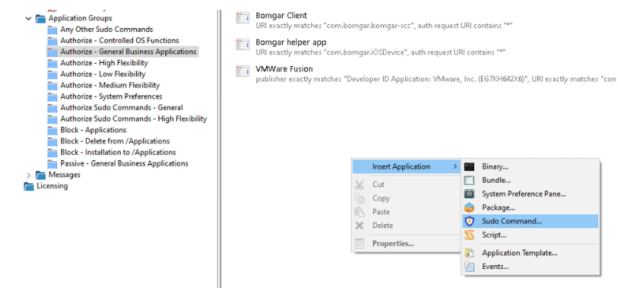 Application Groups
Any Other Sudo Commands
Authorize - Controlled OS Functions
Authorize - General Business Applications
Authorize - High Flexibility
Authorize - Low Flexibility
Authorize - Medium Flexibility
Authorize - System Preferences
Authorize Sudo Commands - General
Authorize Sudo Commands - High Flexibility
Block - Applications
Block - Delete from /Applications
Block - Installation to /Applications
Passive - General Business Applications
Messages
Licensing
Bomgar Client
URI exactly matches "com.bomgar.bomgar-scc", auth request URI contains "*"
Bomgar helper app
URI exactly matches "com.bomgar.iOSDevice", auth request URI contains "*"
VMWare Fusion
publisher exactly matches "Developer ID Application: VMware, Inc. (EG7KH642X6)", URI exactly matches "com
Insert Application
Cut
Copy
Paste
Delete
Properties...
Binary...
Bundle...
System Preference Pane...
Package...
Sudo Command...
Script...
Application Template...
Events...